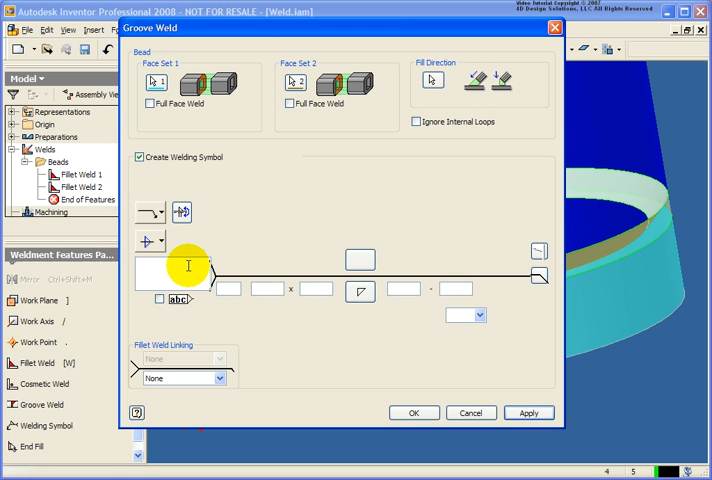 Video Tutorial Copyright © 2007
4D Design Solutions, LLC All Rights Reserved
Autodesk Inventor Professional 2008 - NOT FOR RESALE - [Weld.iam]
File Edit View Insert
Groove Weld
Bead
Face Set 1
1
Full Face Weld
Face Set 2
2
Full Face Weld
Fill Direction
Ignore Internal Loops
Create Welding Symbol
abc
x
-
Fillet Weld Linking
None
None
OK
Cancel
Apply
Model
Assembly Vie
Representations
Origin
Preparations
Welds
Beads
Fillet Weld 1
Fillet Weld 2
End of Features
Machining
Weldment Features Pa...
Mirror Ctrl+Shift+M
Work Plane ]
Work Axis /
Work Point .
Fillet Weld [W]
Cosmetic Weld
Groove Weld
Welding Symbol
End Fill
4 5